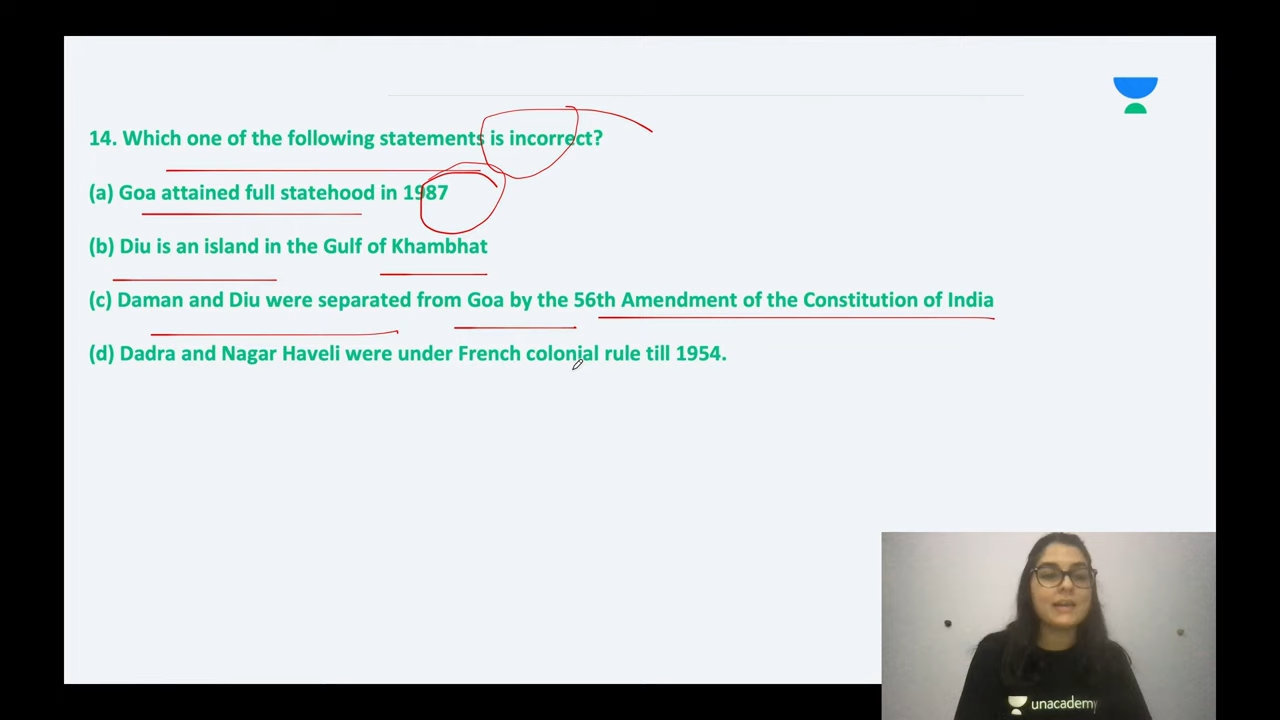 14. Which one of the following statements is incorrect?
(a) Goa attained full statehood in 1987
(b) Diu is an island in the Gulf of Khambhat
(c) Daman and Diu were separated from Goa by the 56th Amendment of the Constitution of India
(d) Dadra and Nagar Haveli were under French colonial rule till 1954.
unacademy